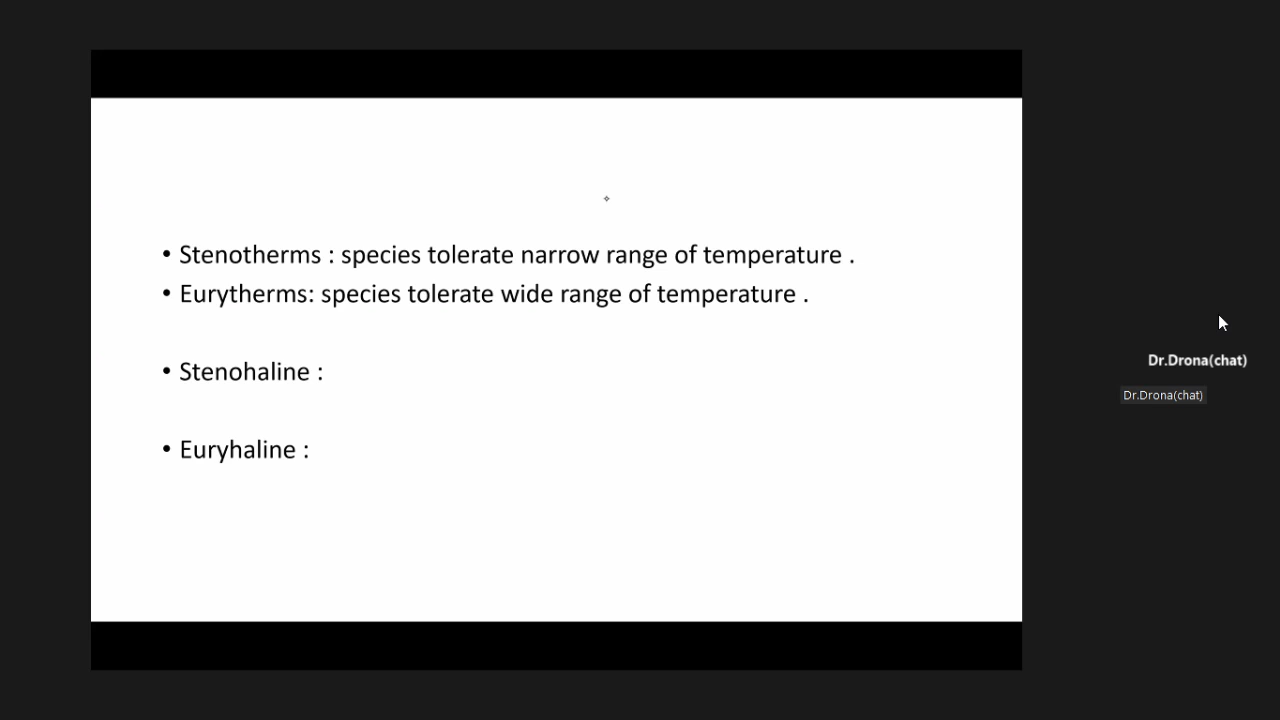 • Stenotherms : species tolerate narrow range of temperature .
• Eurytherms: species tolerate wide range of temperature .
• Stenohaline :
• Euryhaline :
Dr.Drona(chat)
Dr.Drona(chat)